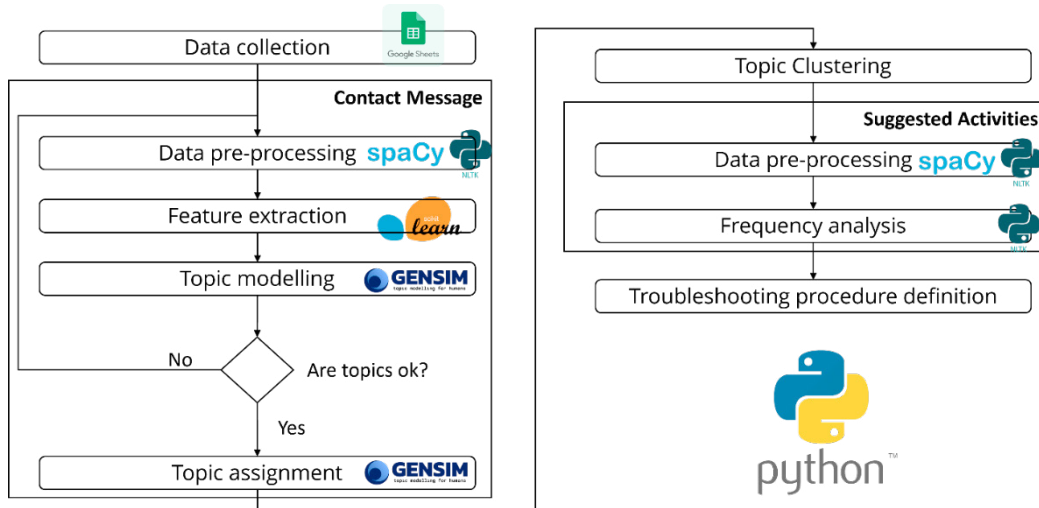 Data collection
Google Sheets
Contact Message
Data pre-processing
spaCy
NLTK
Feature extraction
scikit
learn
Topic modelling
GENSIM
topic modelling for humans
No
Are topics ok?
Yes
Topic assignment
GENSIM
topic modelling for humans
Topic Clustering
Suggested Activities
Data pre-processing
spaCy
NLTK
Frequency analysis
NLTK
Troubleshooting procedure definition
python™